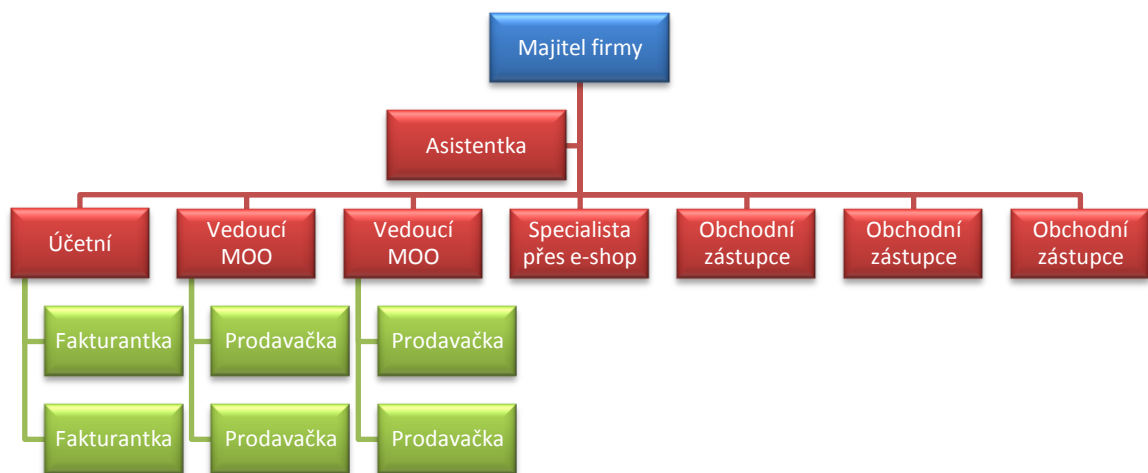 Majitel firmy
Asistentka
Účetní
Vedoucí
MOO
Vedoucí
MOO
Specialista
přes e-shop
Obchodní
zástupce
Obchodní
zástupce
Obchodní
zástupce
Fakturantka
Prodavačka
Prodavačka
Fakturantka
Prodavačka
Prodavačka